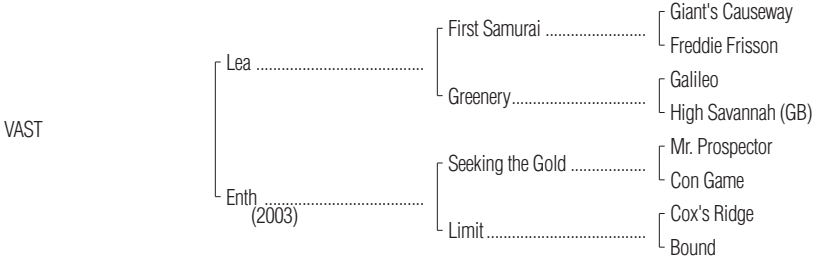 Giant's Causeway
First Samurai ........................
Freddie Frisson
Lea ........................................
Galileo
Greenery................................
High Savannah (GB)
VAST
Mr. Prospector
Seeking the Gold ..................
Con Game
Enth ......................................
(2003)
Cox's Ridge
Limit......................................
Bound